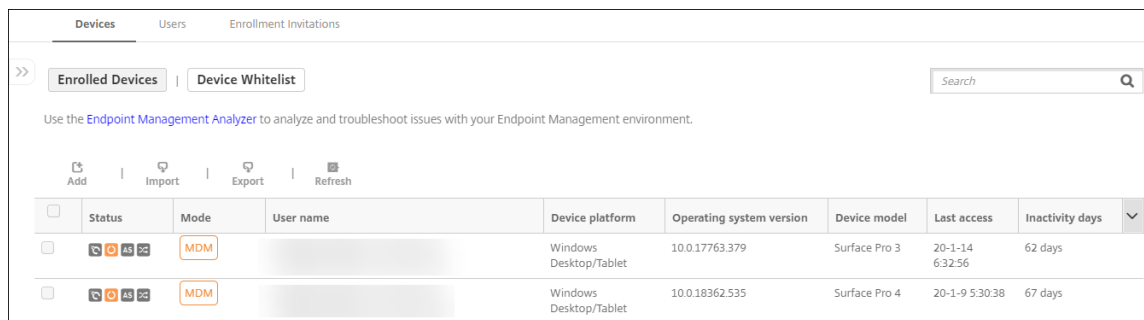 Devices Users Enrollment Invitations
Enrolled Devices | Device Whitelist Search
Use the Endpoint Management Analyzer to analyze and troubleshoot issues with your Endpoint Management environment.
Add | Import | Export | Refresh
Status Mode User name Device platform Operating system version Device model Last access Inactivity days
AS MDM Windows 10.0.17763.379 Surface Pro 3 20-1-14 62 days
Desktop/Tablet 6:32:56
AS MDM Windows 10.0.18362.535 Surface Pro 4 20-1-9 5:30:38 67 days
Desktop/Tablet